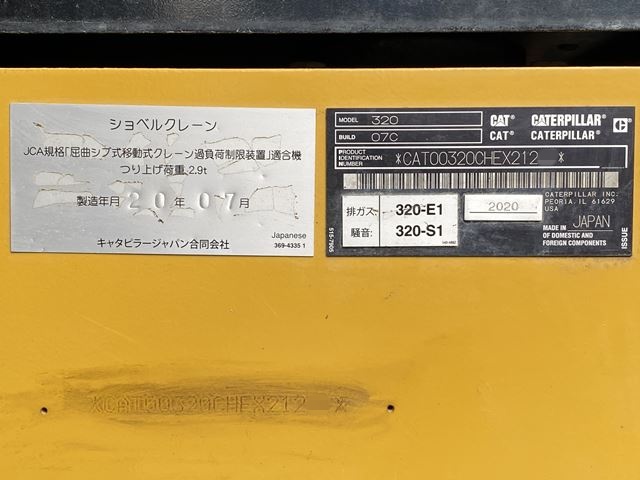 ショベルクレーン
JCA規格「屈曲ジブ式移動式クレーン過負荷制限装置」適合機
つり上げ荷重 2.9t
製造年月 20年07月
キャタピラージャパン合同会社
Japanese
369-4335 1
MODEL 320 CAT CATERPILLAR
BUILD 07C CAT CATERPILLAR
PRODUCT IDENTIFICATION NUMBER *CAT00320CHEX212 *
排ガス: 320-E1
騒音: 320-S1
2020
CATERPILLAR INC.
PEORIA, IL 61629
USA
MADE IN JAPAN
OF DOMESTIC AND
FOREIGN COMPONENTS
515-7905
ISSUE
*CAT00320CHEX212 *